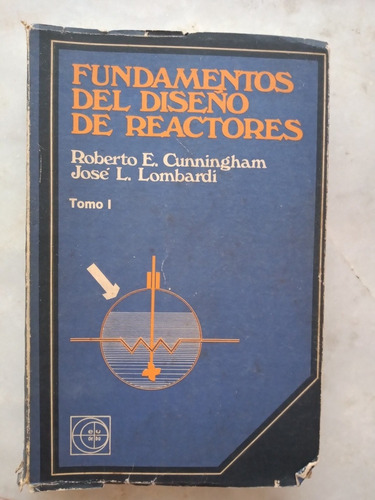 FUNDAMENTOS
DEL DISEÑO
DE REACTORES
Roberto E. Cunningham
José L. Lombardi
Tomo I